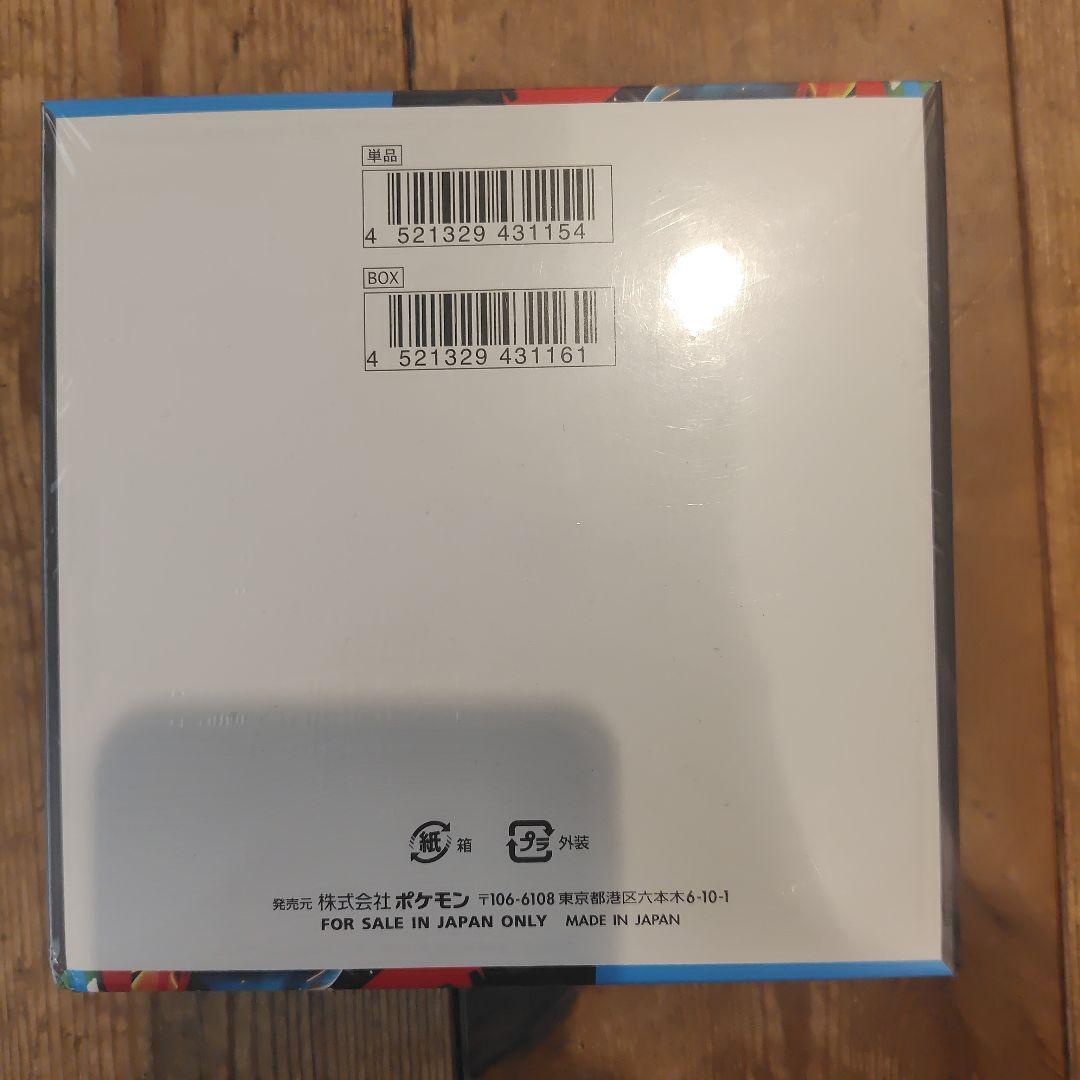 単品
4 521329 431154
BOX
4 521329 431161
紙 箱 プラ 外装
発売元 株式会社ポケモン 〒106-6108 東京都港区六本木6-10-1
FOR SALE IN JAPAN ONLY MADE IN JAPAN